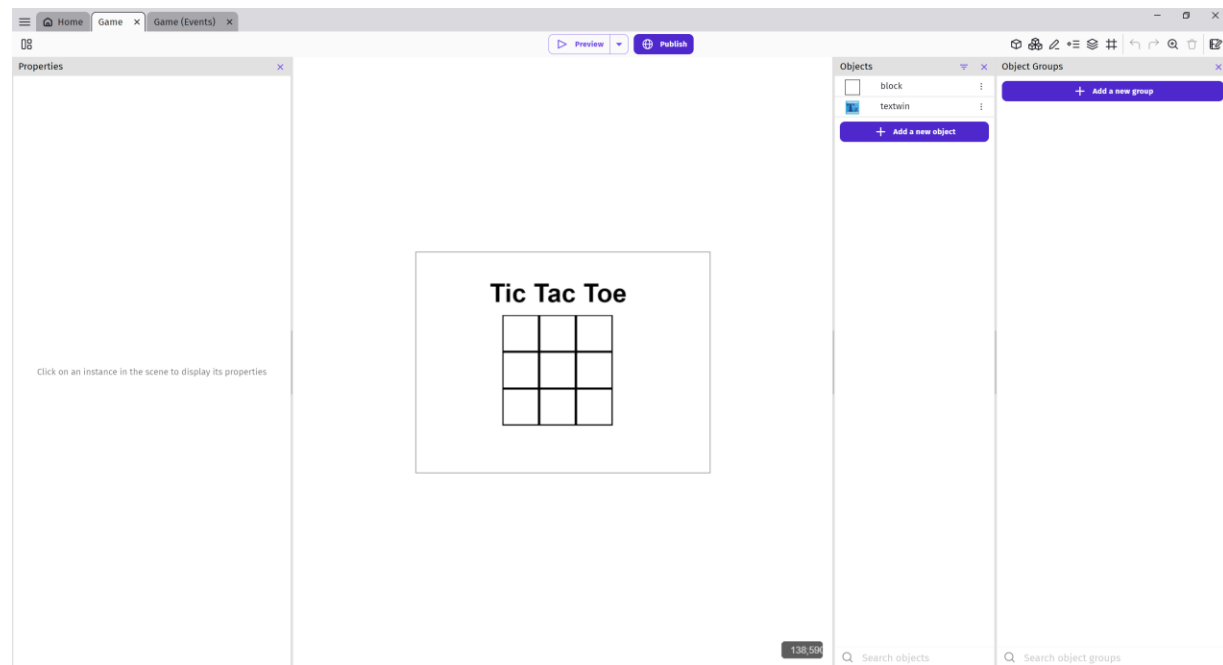 Home
Game
Game (Events)
Preview
Publish
Properties
Click on an instance in the scene to display its properties
Tic Tac Toe
138;590
Objects
block
textwin
Add a new object
Search objects
Object Groups
Add a new group
Search object groups